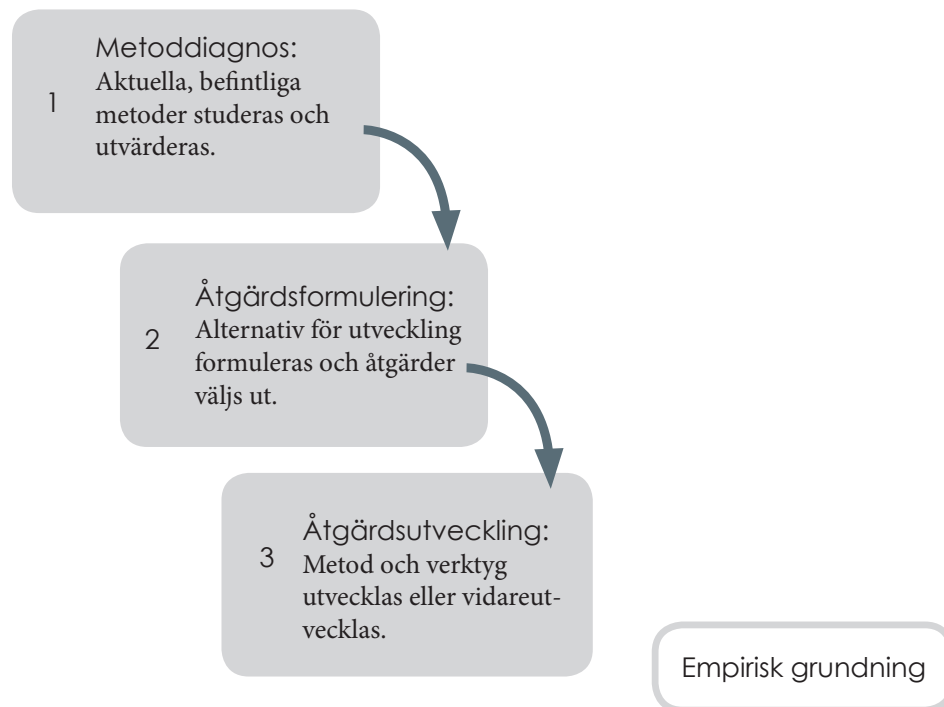 Metoddiagnos:
Aktuella, befintliga
1
metoder studeras och
utvärderas.
Åtgärdsformulering:
Alternativ för utveckling
2
formuleras och åtgärder
väljs ut.
Åtgärdsutveckling:
3
Metod och verktyg
utvecklas eller vidareut-
vecklas.
Empirisk grundning